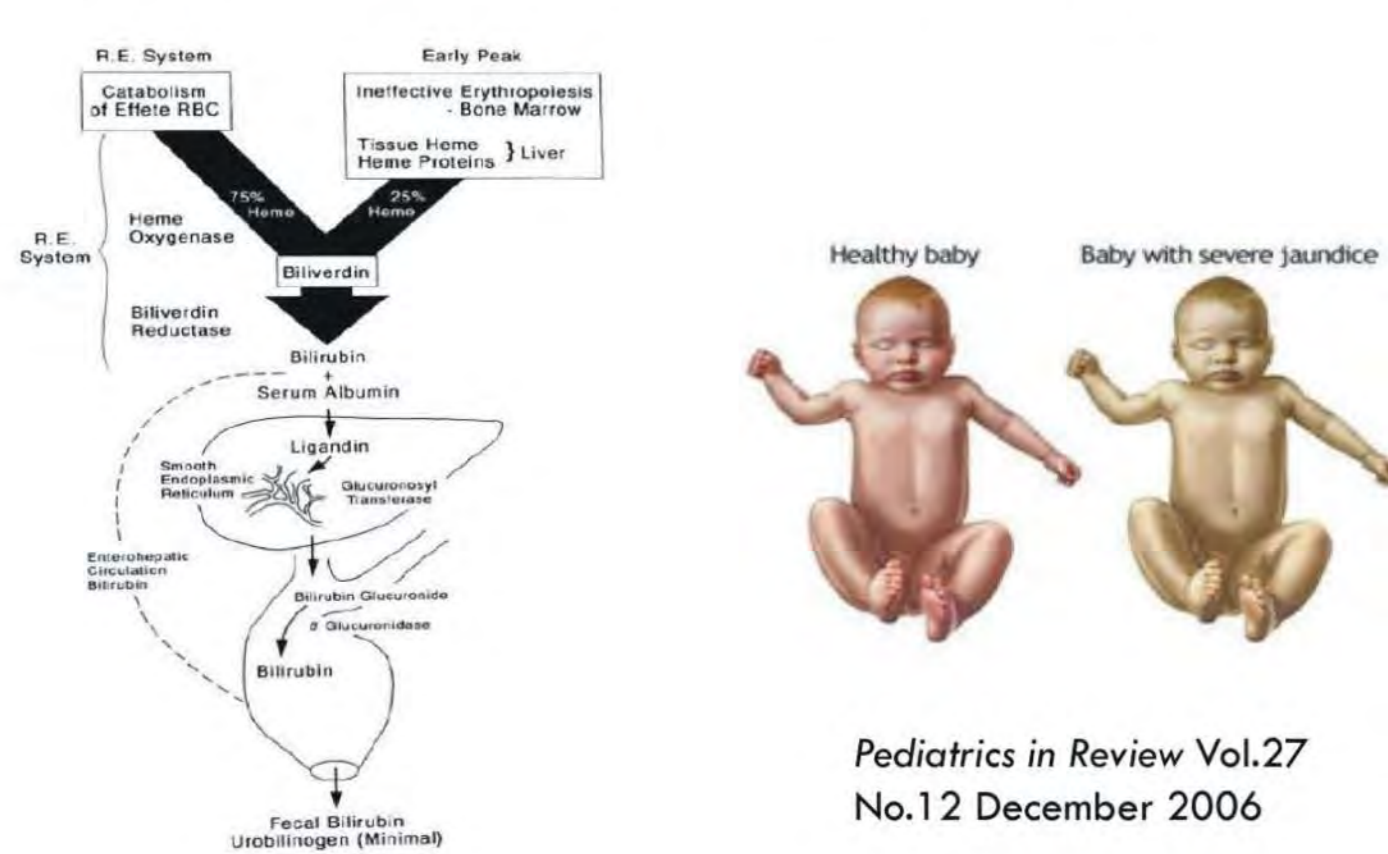 R.E. System
Catabolism
of Effete RBC
Early Peak
Ineffective Erythropoiesis
- Bone Marrow
Tissue Heme
Heme Proteins } Liver
75%
Heme
25%
Heme
R.E.
System
Heme
Oxygenase
Biliverdin
Biliverdin
Reductase
Bilirubin
+
Serum Albumin
Ligandin
Smooth
Endoplasmic
Reticulum
Glucuronosyl
Transferase
Enterohepatic
Circulation
Bilirubin
Bilirubin Glucuronide
Glucuronidase
Bilirubin
Fecal Bilirubin
Urobilinogen (Minimal)
Healthy baby
Baby with severe jaundice
Pediatrics in Review Vol.27
No.12 December 2006